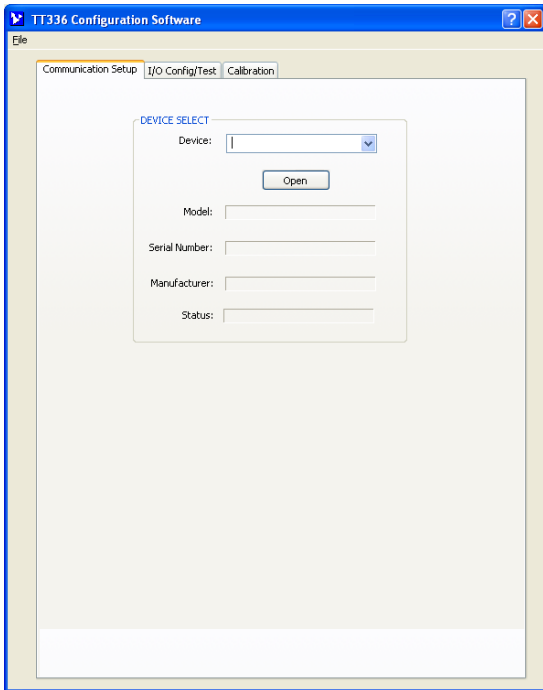 TT336 Configuration Software
File
Communication Setup I/O Config/Test Calibration
DEVICE SELECT
Device:
Open
Model:
Serial Number:
Manufacturer:
Status: